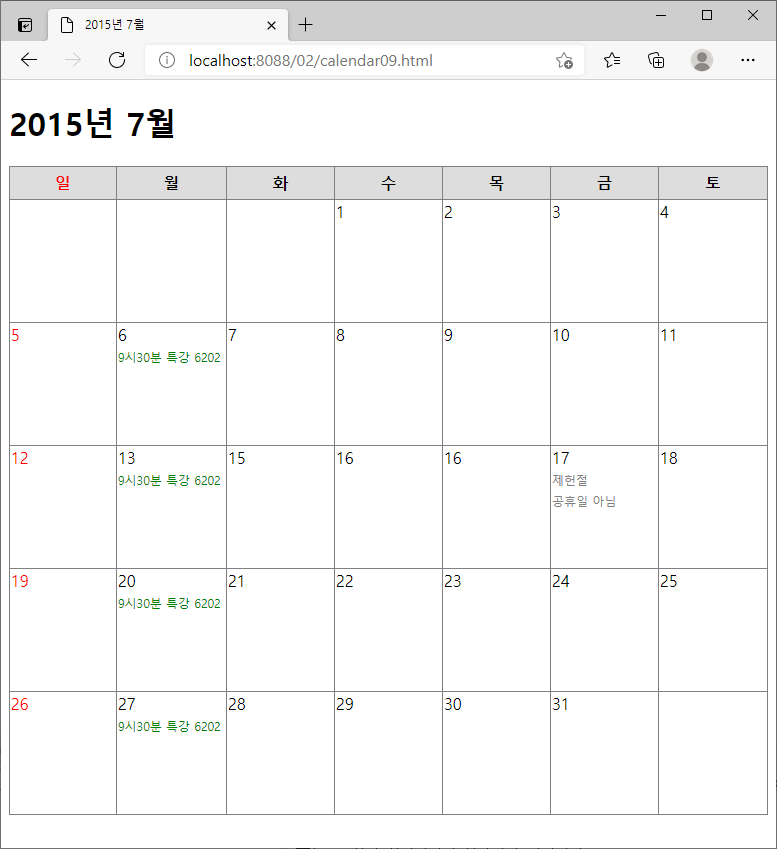 2015년 7월
localhost:8088/02/calendar09.html
2015년 7월
일 월 화 수 목 금 토
1 2 3 4
5 6 7 8 9 10 11
9시30분 특강 6202
12 13 15 16 16 17 18
9시30분 특강 6202 제헌절
공휴일 아님
19 20 21 22 23 24 25
9시30분 특강 6202
26 27 28 29 30 31
9시30분 특강 6202